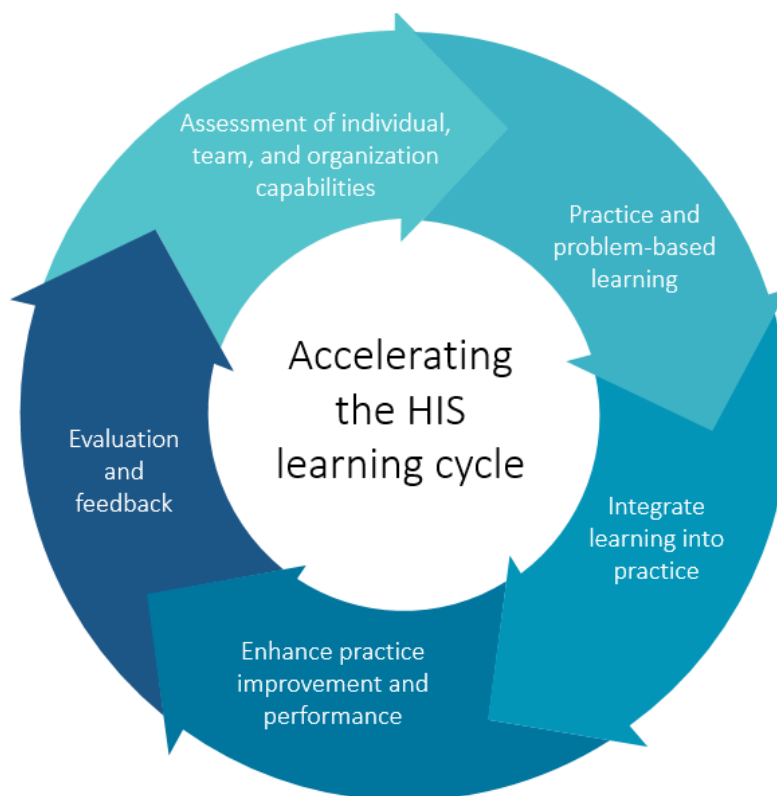 Assessment of individual,
team, and organization
capabilities
Practice and
problem-based
learning
Integrate
learning into
practice
Enhance practice
improvement and
performance
Evaluation
and
feedback
Accelerating
the HIS
learning cycle